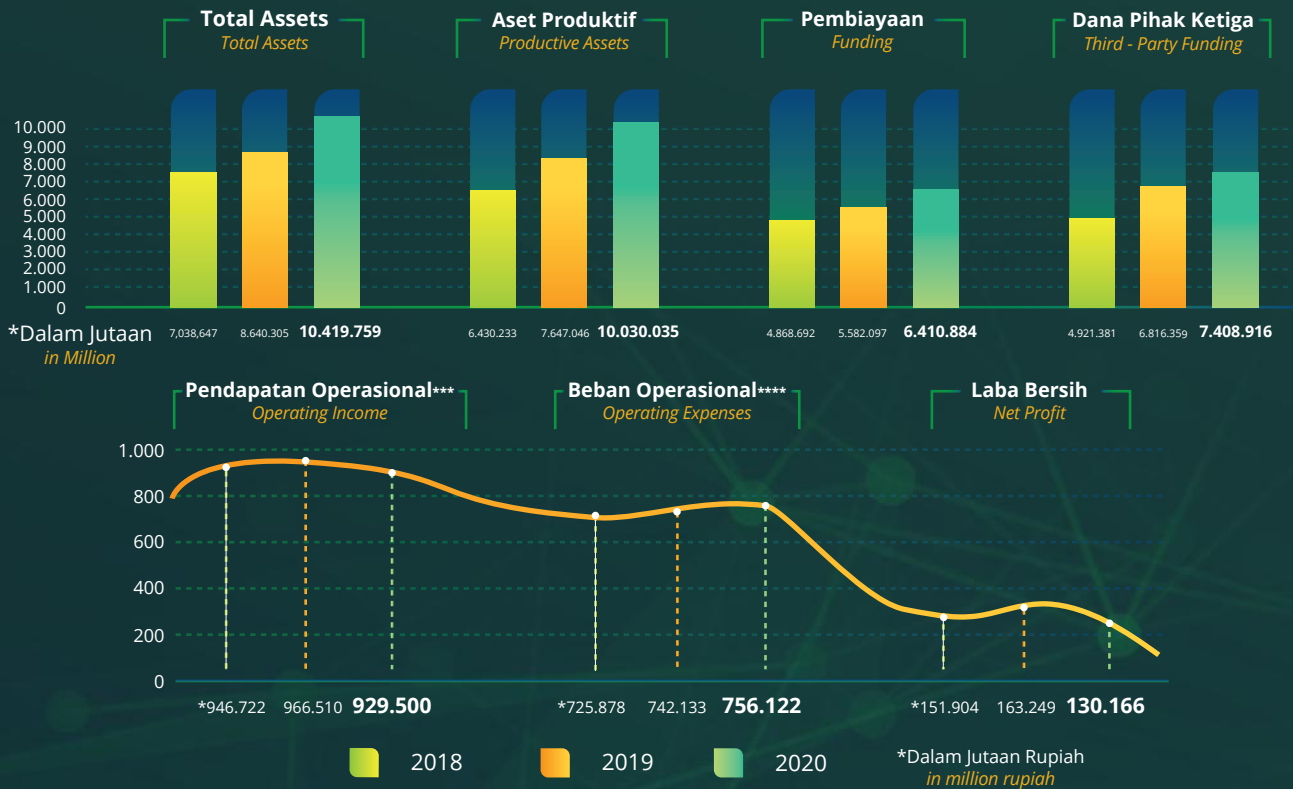 Total Assets
Total Assets
Aset Produktif
Productive Assets
Pembiayaan
Funding
Dana Pihak Ketiga
Third - Party Funding
10.000
9.000
8.000
7.000
6.000
5.000
4.000
3.000
2.000
1.000
0
*Dalam Jutaan
in Million
7,038,647 8.640.305 10.419.759
6.430.233 7.647.046 10.030.035
4.868.692 5.582.097 6.410.884
4.921.381 6.816.359 7.408.916
Pendapatan Operasional***
Operating Income
Beban Operasional****
Operating Expenses
Laba Bersih
Net Profit
1.000
800
600
400
200
0
*946.722 966.510 929.500
*725.878 742.133 756.122
*151.904 163.249 130.166
2018 2019 2020
*Dalam Jutaan Rupiah
in million rupiah